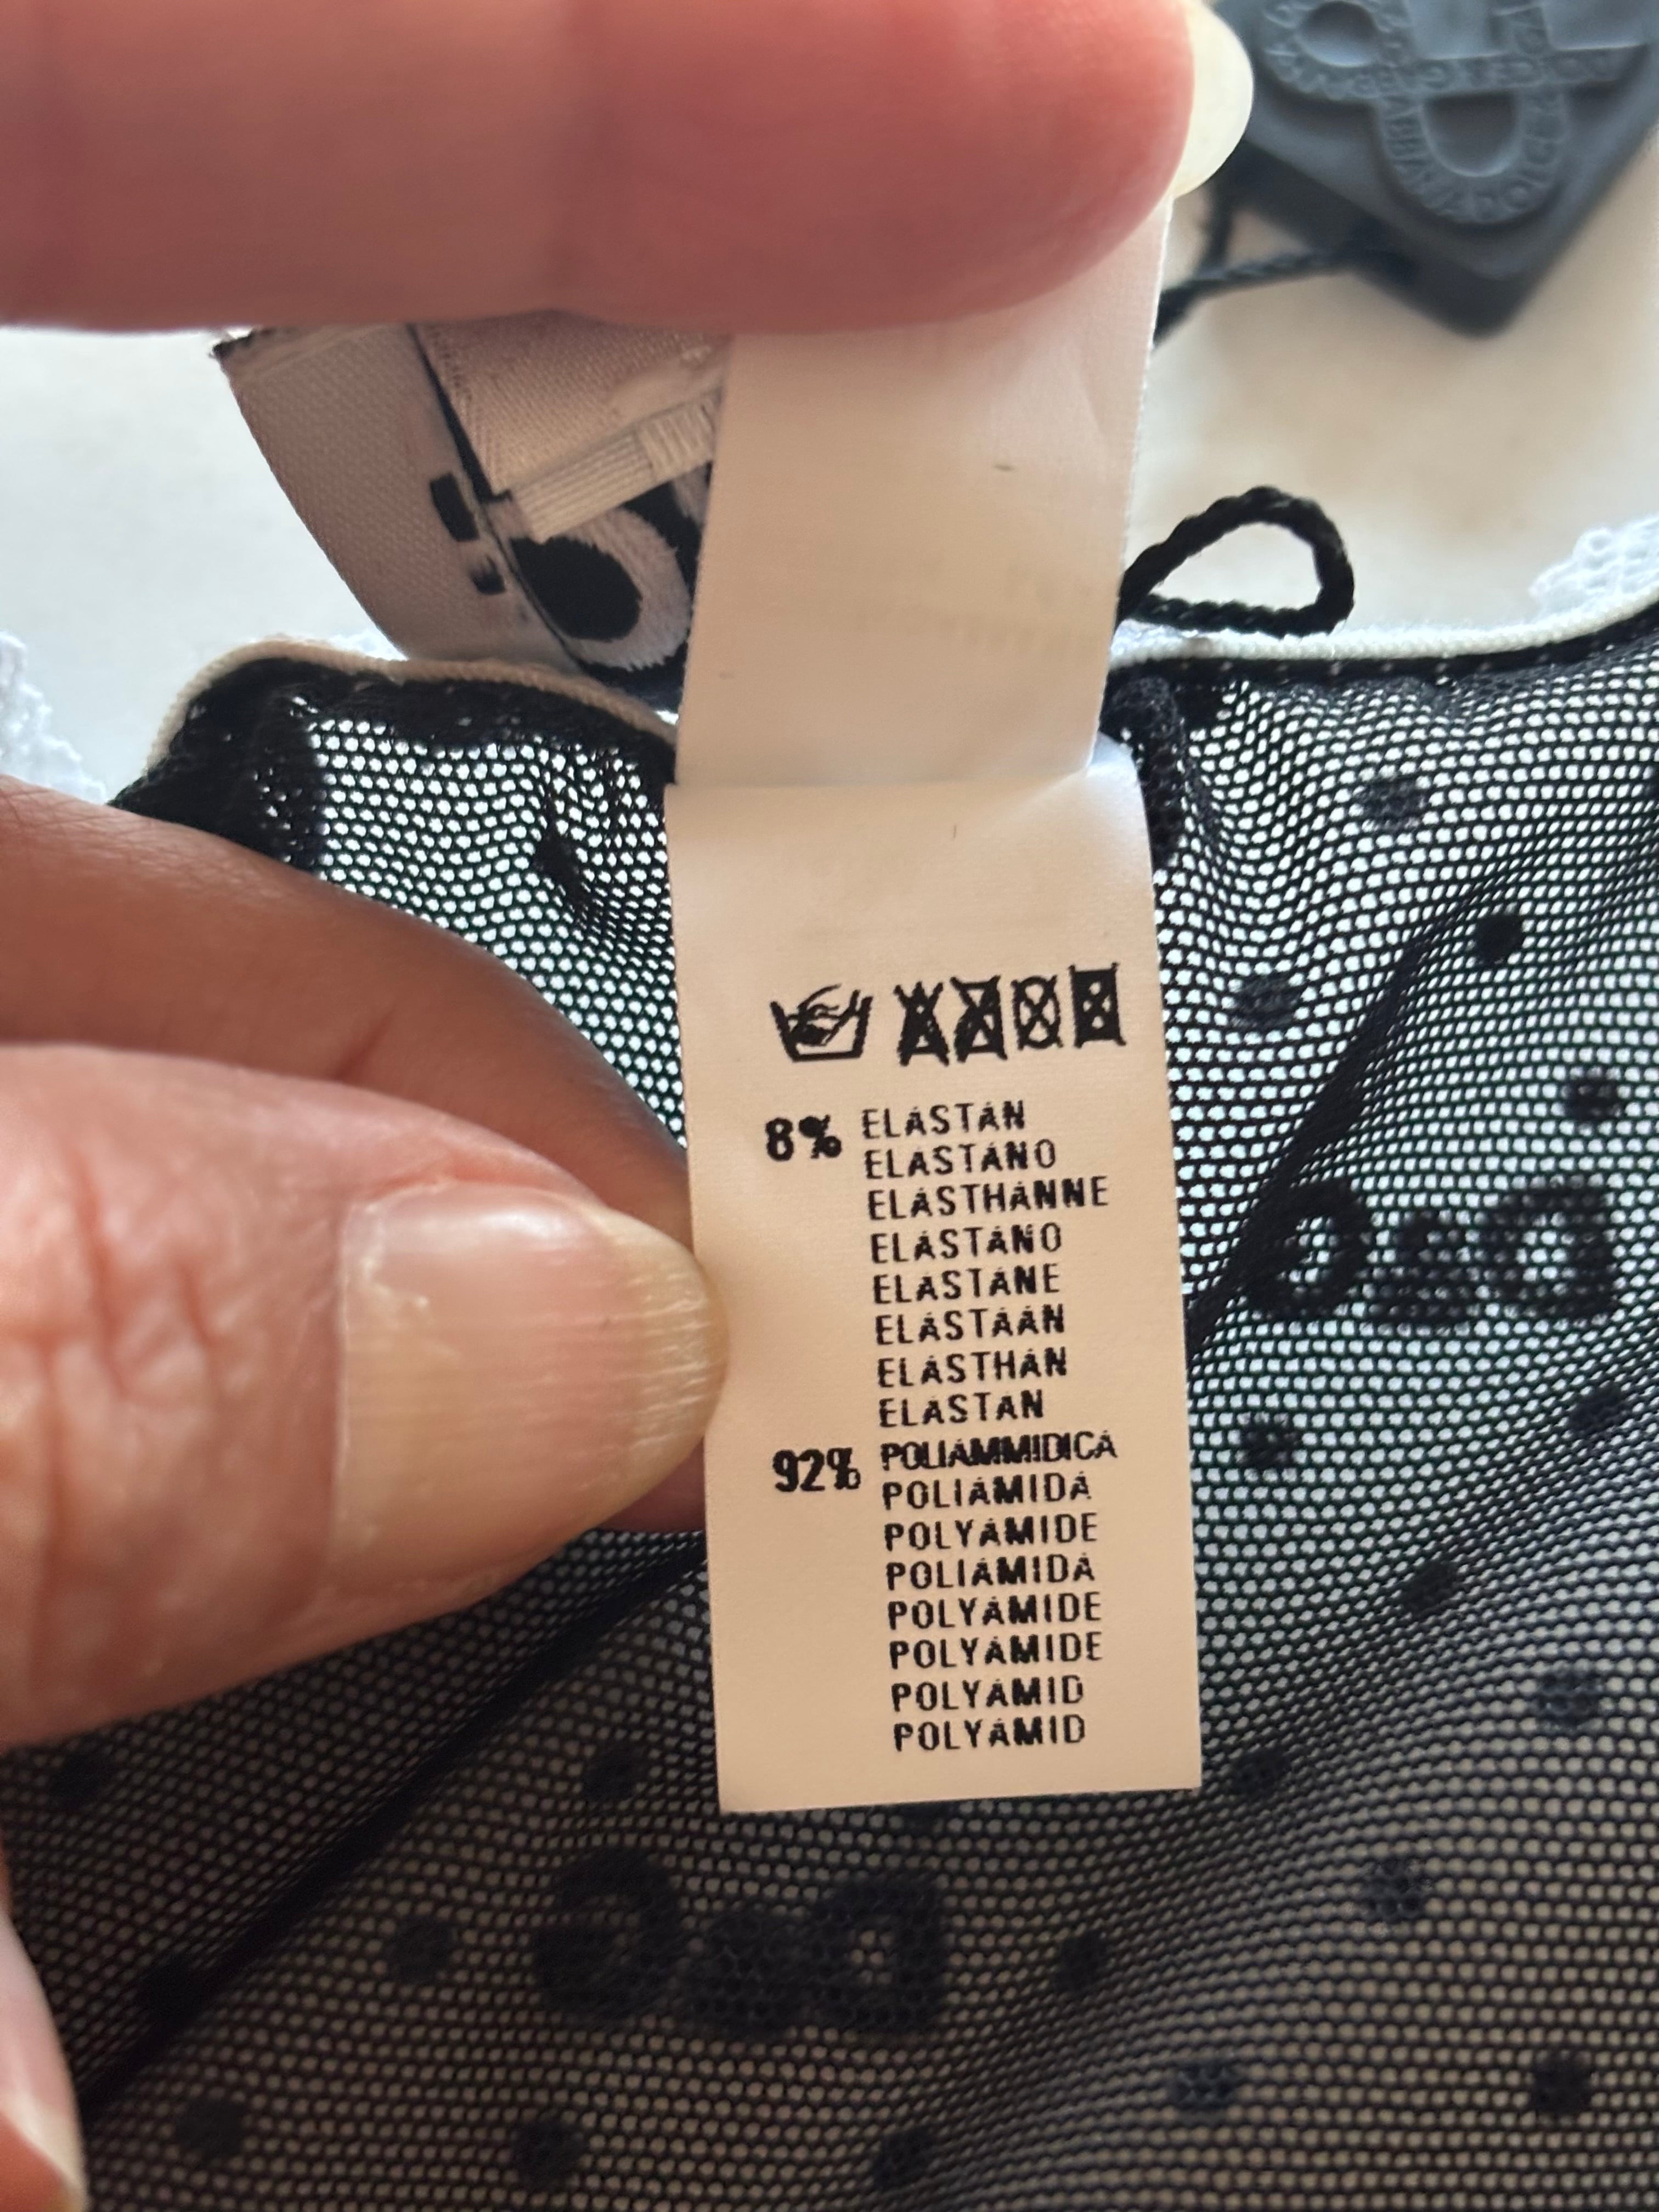 8% ELASTAN
ELASTANO
ELASTHANNE
ELASTANO
ELASTANE
ELASTAAN
ELASTHAN
ELASTAN
92% POLIAMMIDICA
POLIAMIDA
POLYAMIDE
POLIAMIDA
POLYAMIDE
POLYAMIDE
POLYAMID
POLYAMID